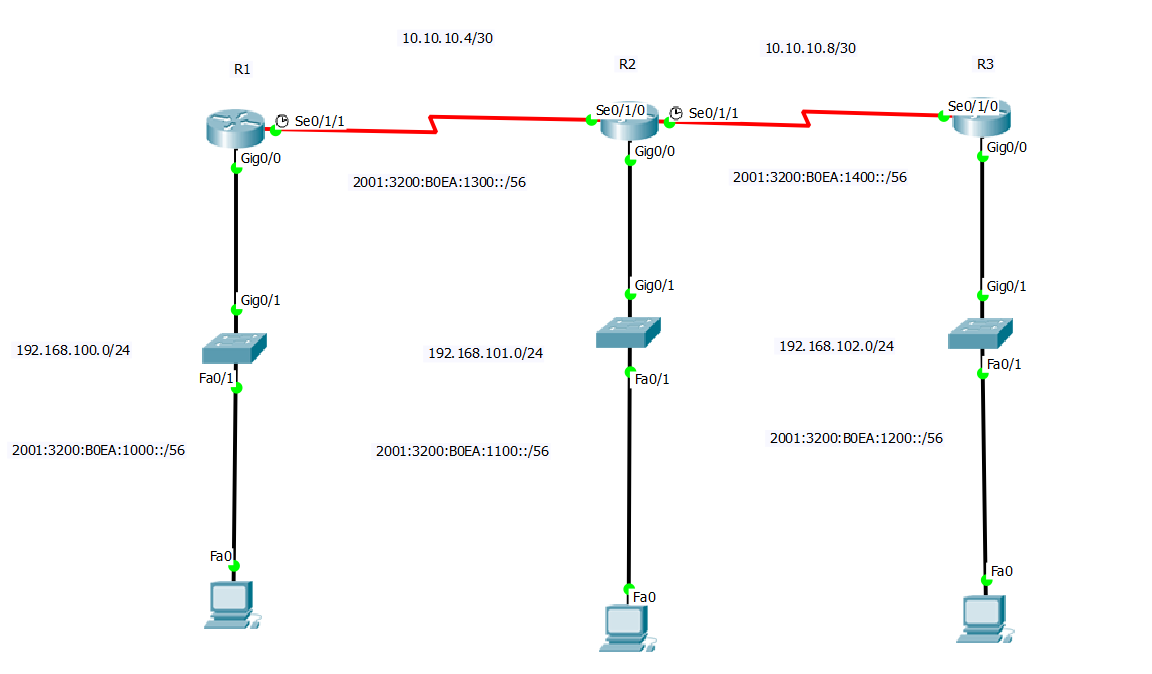 10.10.10.4/30
10.10.10.8/30
R1
R2
R3
Se0/1/1
Se0/1/0
Se0/1/1
Se0/1/0
Gig0/0
Gig0/0
Gig0/0
2001:3200:B0EA:1300::/56
2001:3200:B0EA:1400::/56
Gig0/1
Gig0/1
Gig0/1
192.168.100.0/24
192.168.101.0/24
192.168.102.0/24
Fa0/1
Fa0/1
Fa0/1
2001:3200:B0EA:1000::/56
2001:3200:B0EA:1100::/56
2001:3200:B0EA:1200::/56
Fa0
Fa0
Fa0